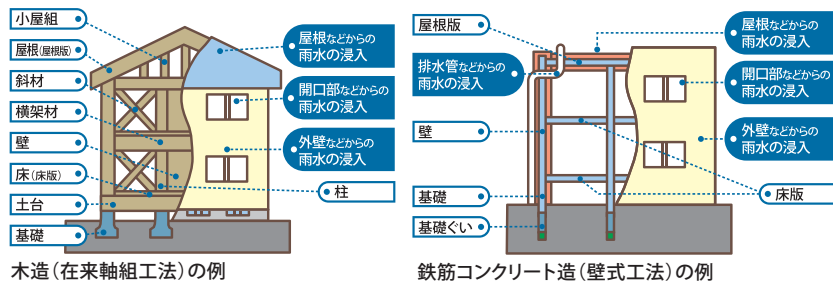 小屋組
屋根(屋根版)
斜材
横架材
壁
床(床版)
土台
基礎
屋根などからの
雨水の浸入
開口部などからの
雨水の浸入
外壁などからの
雨水の浸入
柱
木造(在来軸組工法)の例
屋根版
排水管などからの
雨水の浸入
壁
基礎
基礎ぐい
屋根などからの
雨水の浸入
開口部などからの
雨水の浸入
外壁などからの
雨水の浸入
床版
鉄筋コンクリート造(壁式工法)の例